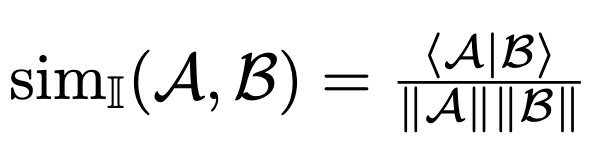 sim𝕀(𝒜, ℬ) = ⟨𝒜|ℬ⟩ / ‖𝒜‖ ‖ℬ‖